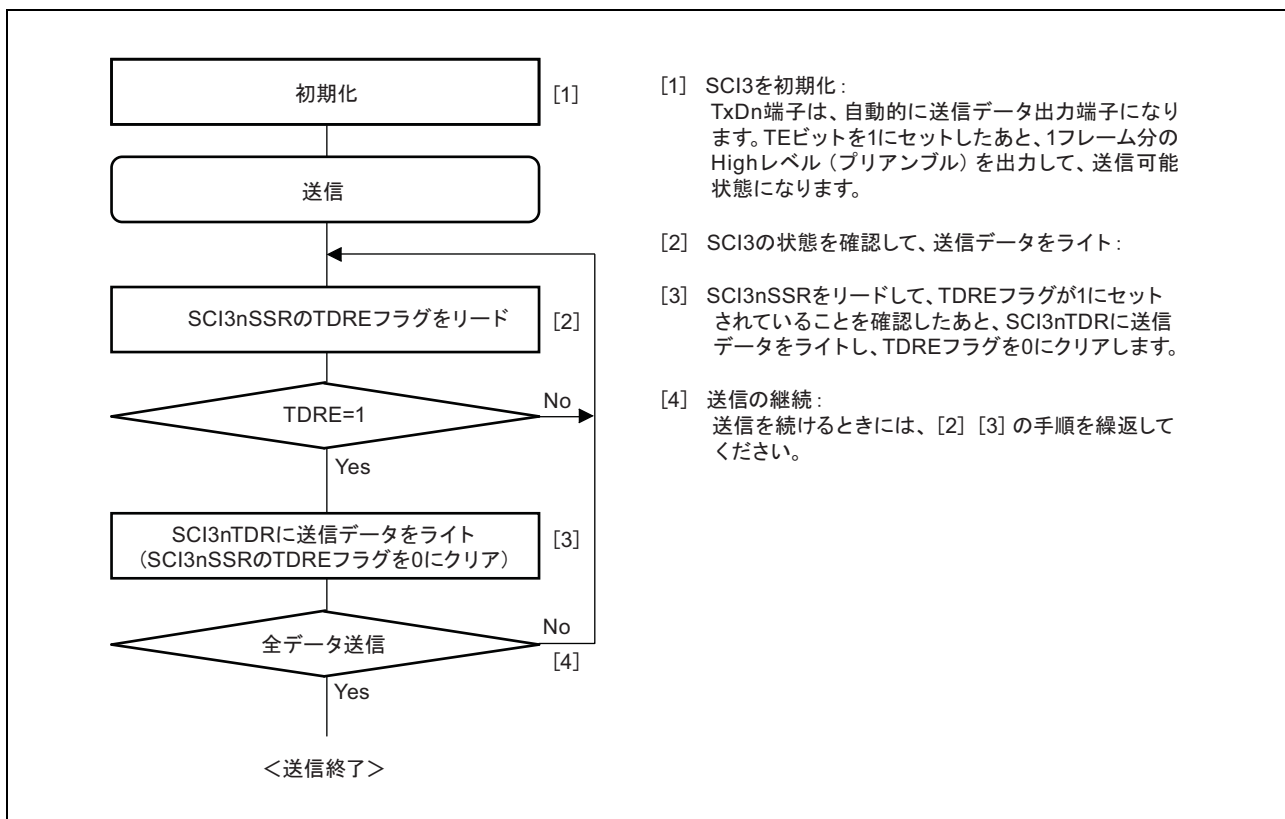 初期化
[1]
送信
SCI3nSSRのTDREフラグをリード
[2]
TDRE=1
No
Yes
SCI3nTDRに送信データをライト
（SCI3nSSRのTDREフラグを0にクリア）
[3]
全データ送信
No
[4]
Yes
＜送信終了＞
[1] SCI3を初期化：
TxDn端子は、自動的に送信データ出力端子になり
ます。TEビットを1にセットしたあと、1フレーム分の
Highレベル（プリアンブル）を出力して、送信可能
状態になります。
[2] SCI3の状態を確認して、送信データをライト：
[3] SCI3nSSRをリードして、TDREフラグが1にセット
されていることを確認したあと、SCI3nTDRに送信
データをライトし、TDREフラグを0にクリアします。
[4] 送信の継続：
送信を続けるときには、[2] [3] の手順を繰返して
ください。